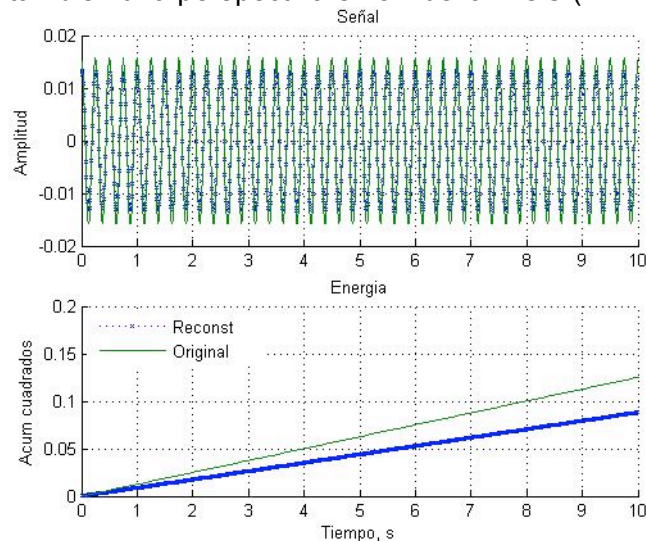 Señal
0.02
0.01
0
-0.01
-0.02
Amplitud
0 1 2 3 4 5 6 7 8 9 10
Energia
0.2
0.15
0.1
0.05
0
Acum cuadrados
Reconst
Original
0 1 2 3 4 5 6 7 8 9 10
Tiempo, s